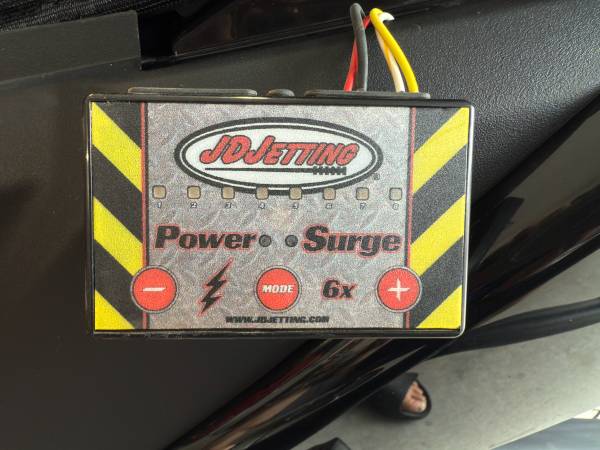 JDJETTING
®
1 2 3 4 5 6 7 8
Power Surge
- MODE 6x +
WWW.JDJETTING.COM